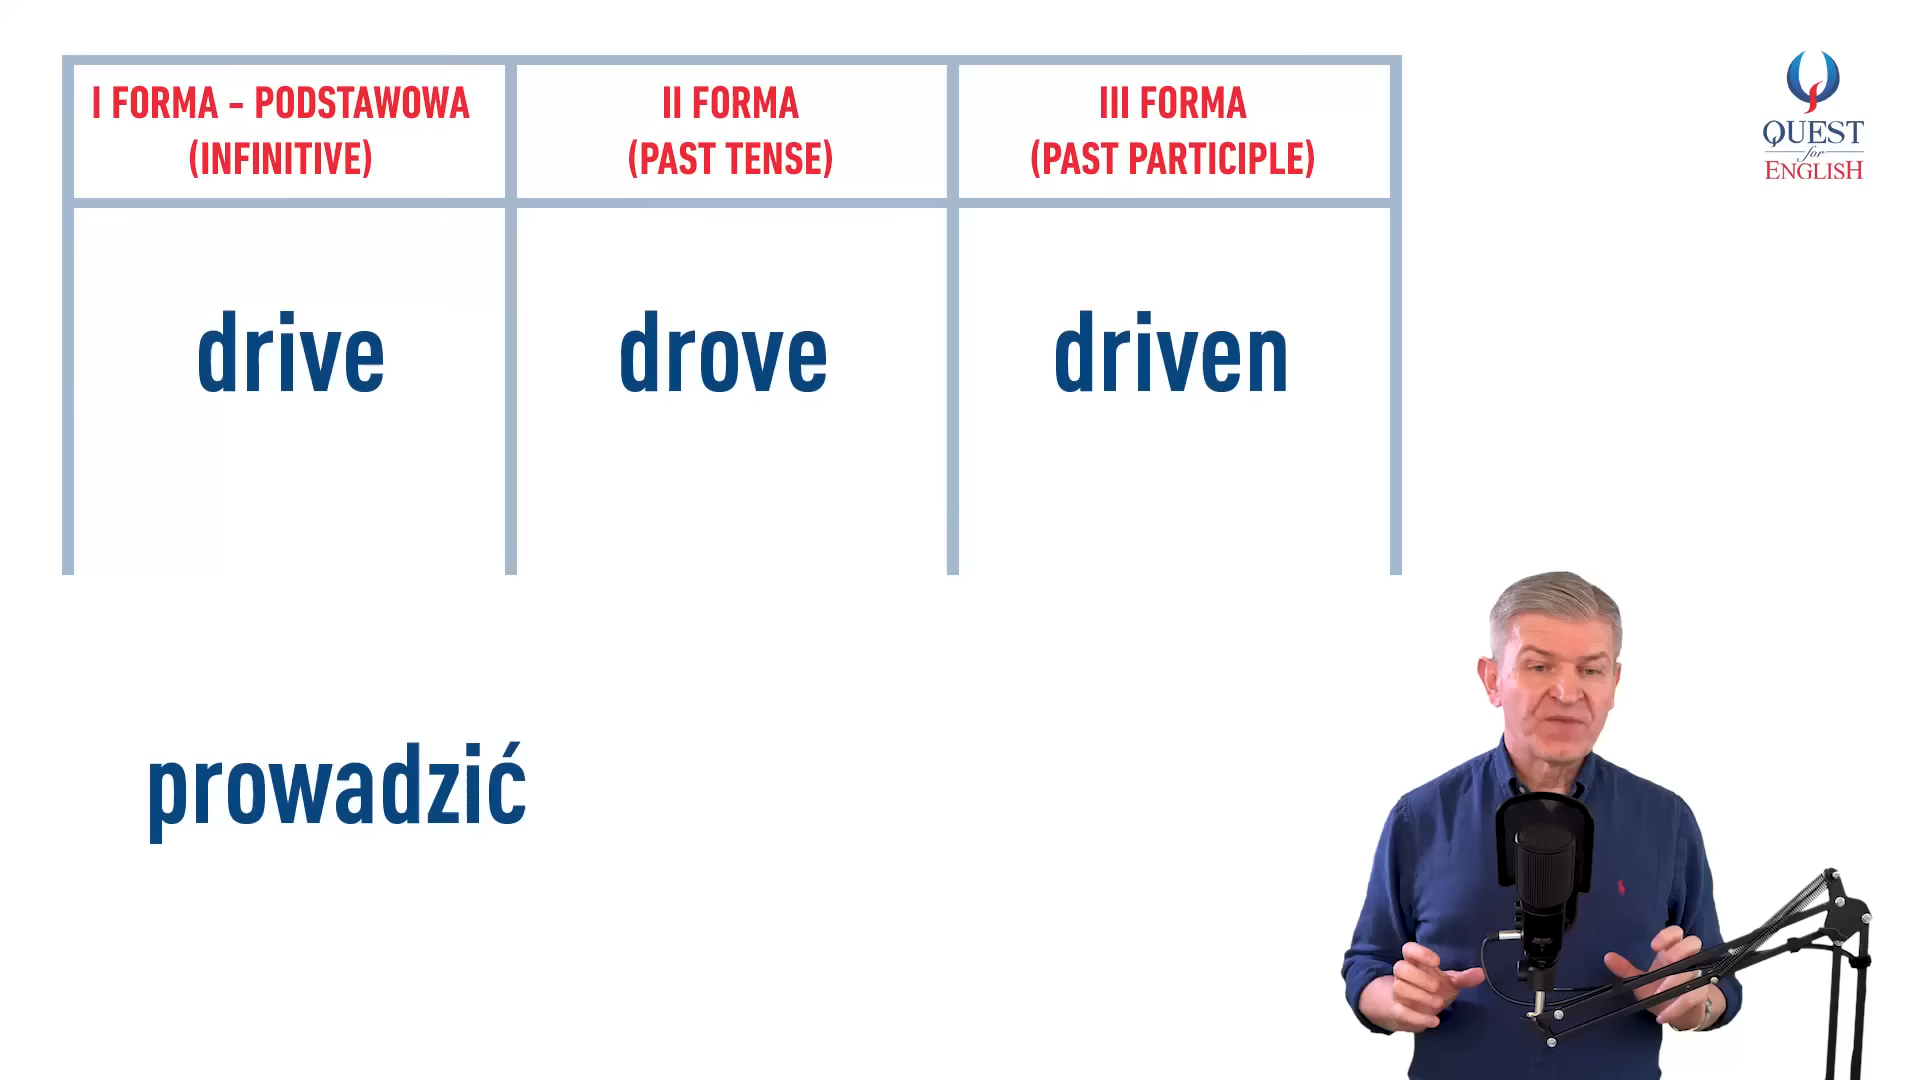 I FORMA – PODSTAWOWA
(INFINITIVE)
II FORMA
(PAST TENSE)
III FORMA
(PAST PARTICIPLE)
drive
drove
driven
prowadzić
QUEST
for
ENGLISH